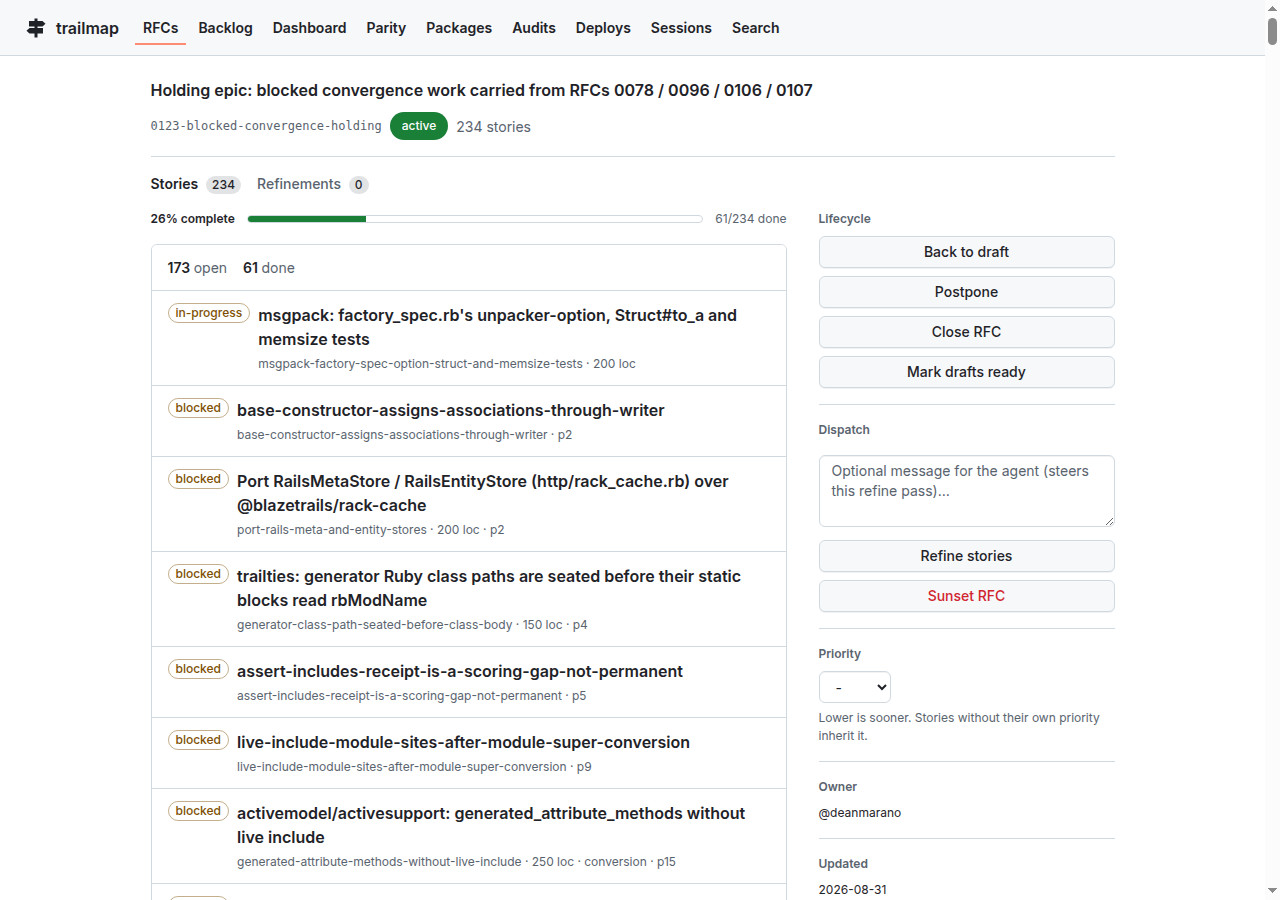 trailmap RFCs Backlog Dashboard Parity Packages Audits Deploys Sessions Search
Holding epic: blocked convergence work carried from RFCs 0078 / 0096 / 0106 / 0107
0123-blocked-convergence-holding active 234 stories
Stories 234 Refinements 0
26% complete 61/234 done
173 open 61 done
in-progress msgpack: factory_spec.rb's unpacker-option, Struct#to_a and
memsize tests
msgpack-factory-spec-option-struct-and-memsize-tests · 200 loc
blocked base-constructor-assigns-associations-through-writer
base-constructor-assigns-associations-through-writer · p2
blocked Port RailsMetaStore / RailsEntityStore (http/rack_cache.rb) over
@blazetrails/rack-cache
port-rails-meta-and-entity-stores · 200 loc · p2
blocked trailties: generator Ruby class paths are seated before their static
blocks read rbModName
generator-class-path-seated-before-class-body · 150 loc · p4
blocked assert-includes-receipt-is-a-scoring-gap-not-permanent
assert-includes-receipt-is-a-scoring-gap-not-permanent · p5
blocked live-include-module-sites-after-module-super-conversion
live-include-module-sites-after-module-super-conversion · p9
blocked activemodel/activesupport: generated_attribute_methods without
live include
generated-attribute-methods-without-live-include · 250 loc · conversion · p15
Lifecycle
Back to draft
Postpone
Close RFC
Mark drafts ready
Dispatch
Optional message for the agent (steers
this refine pass)...
Refine stories
Sunset RFC
Priority
-
Lower is sooner. Stories without their own priority
inherit it.
Owner
@deanmarano
Updated
2026-08-31